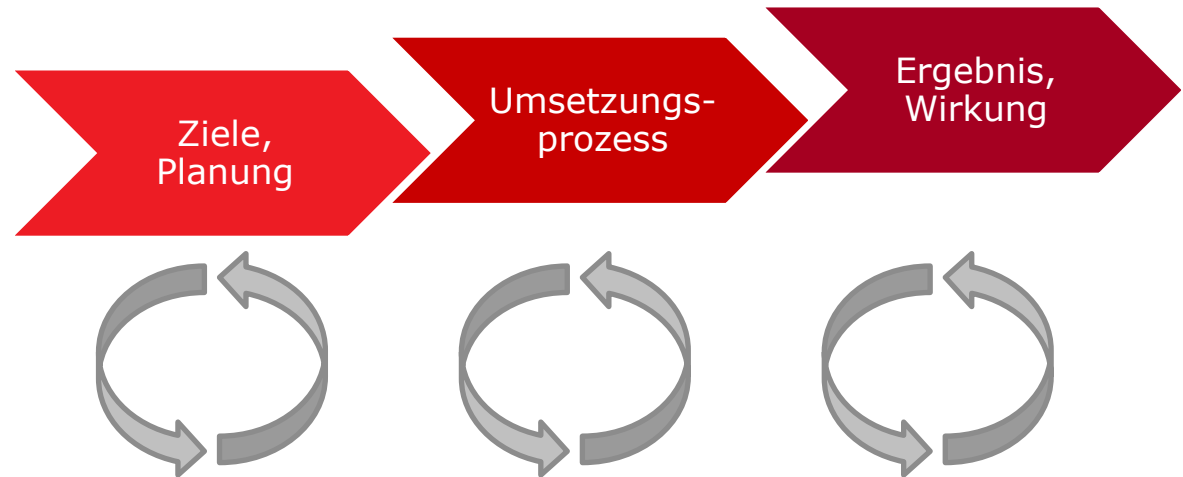 Ziele,
Planung
Umsetzungs-
prozess
Ergebnis,
Wirkung